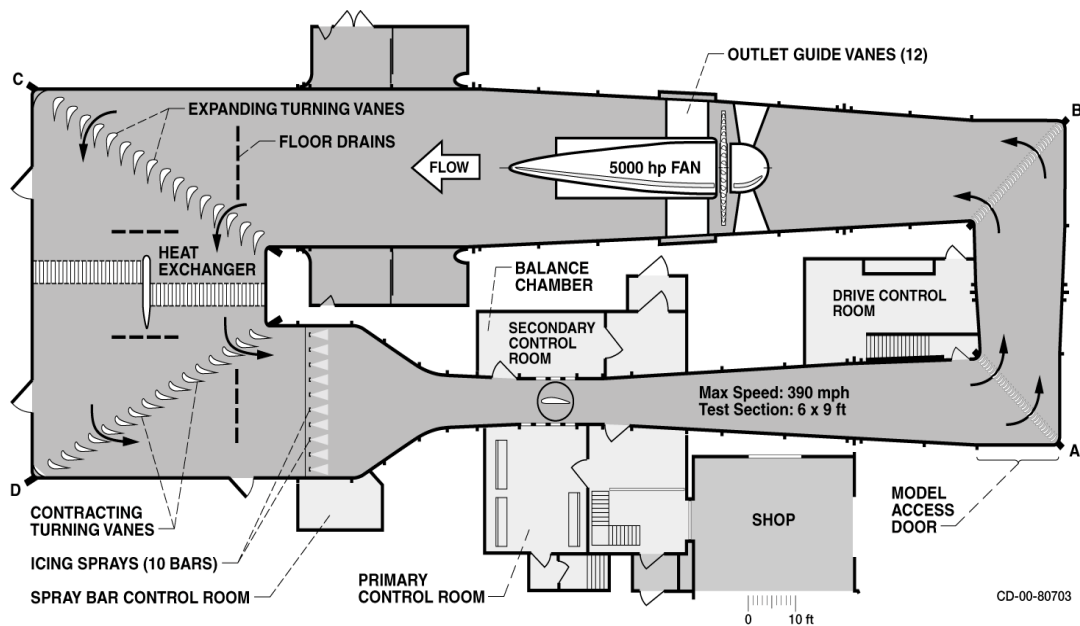 OUTLET GUIDE VANES (12)
C
EXPANDING TURNING VANES
B
FLOOR DRAINS
FLOW
5000 hp FAN
HEAT
EXCHANGER
BALANCE
CHAMBER
DRIVE CONTROL
ROOM
SECONDARY
CONTROL
ROOM
Max Speed: 390 mph
Test Section: 6 x 9 ft
A
D
MODEL
ACCESS
DOOR
CONTRACTING
TURNING VANES
SHOP
ICING SPRAYS (10 BARS)
PRIMARY
CONTROL ROOM
SPRAY BAR CONTROL ROOM
CD-00-80703
0 10 ft